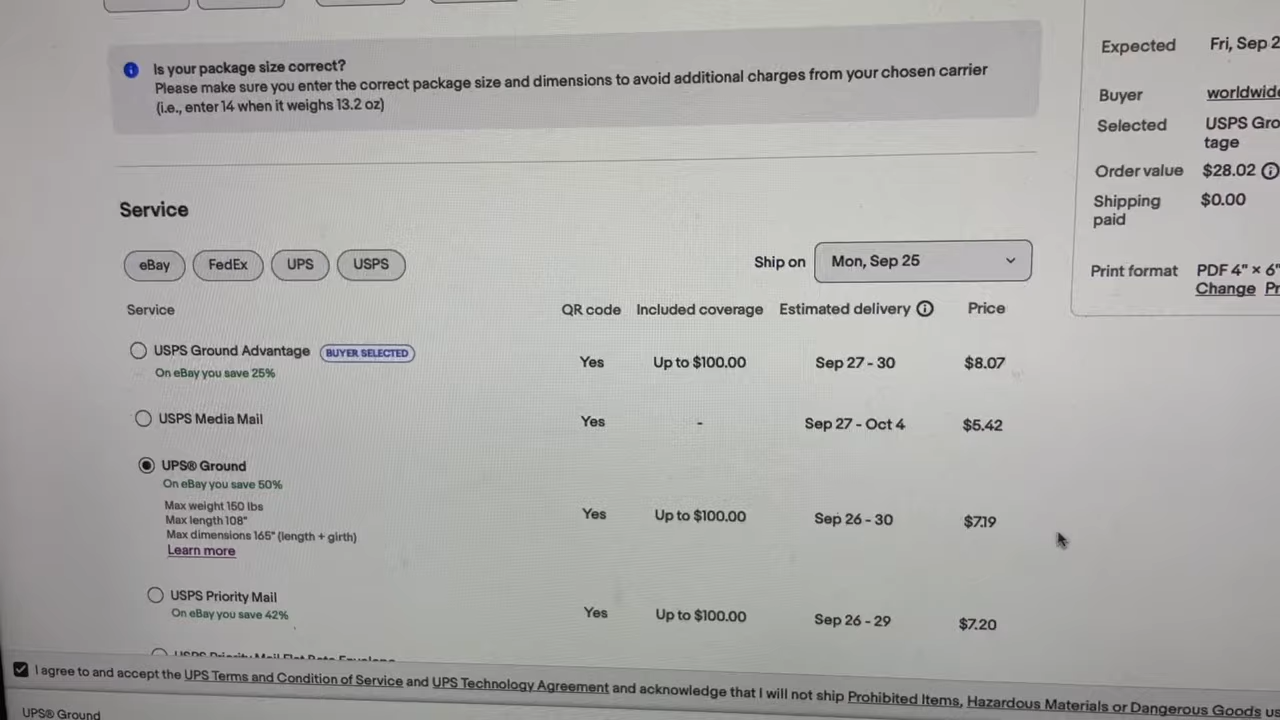 Is your package size correct?
Please make sure you enter the correct package size and dimensions to avoid additional charges from your chosen carrier
(i.e., enter 14 when it weighs 13.2 oz)
Expected Fri, Sep 2
Buyer worldwide
Selected USPS Gro
tage
Order value $28.02
Shipping $0.00
paid
Print format PDF 4" × 6"
Change Pr
Service
eBay FedEx UPS USPS
Ship on Mon, Sep 25
Service QR code Included coverage Estimated delivery Price
USPS Ground Advantage BUYER SELECTED
On eBay you save 25%
Yes Up to $100.00 Sep 27 - 30 $8.07
USPS Media Mail Yes - Sep 27 - Oct 4 $5.42
UPS® Ground
On eBay you save 50%
Max weight 150 lbs
Max length 108"
Max dimensions 165" (length + girth)
Learn more
Yes Up to $100.00 Sep 26 - 30 $7.19
USPS Priority Mail
On eBay you save 42%
Yes Up to $100.00 Sep 26 - 29 $7.20
USPS Priority Mail Flat Rate Envelope
I agree to and accept the UPS Terms and Condition of Service and UPS Technology Agreement and acknowledge that I will not ship Prohibited Items, Hazardous Materials or Dangerous Goods us
UPS® Ground